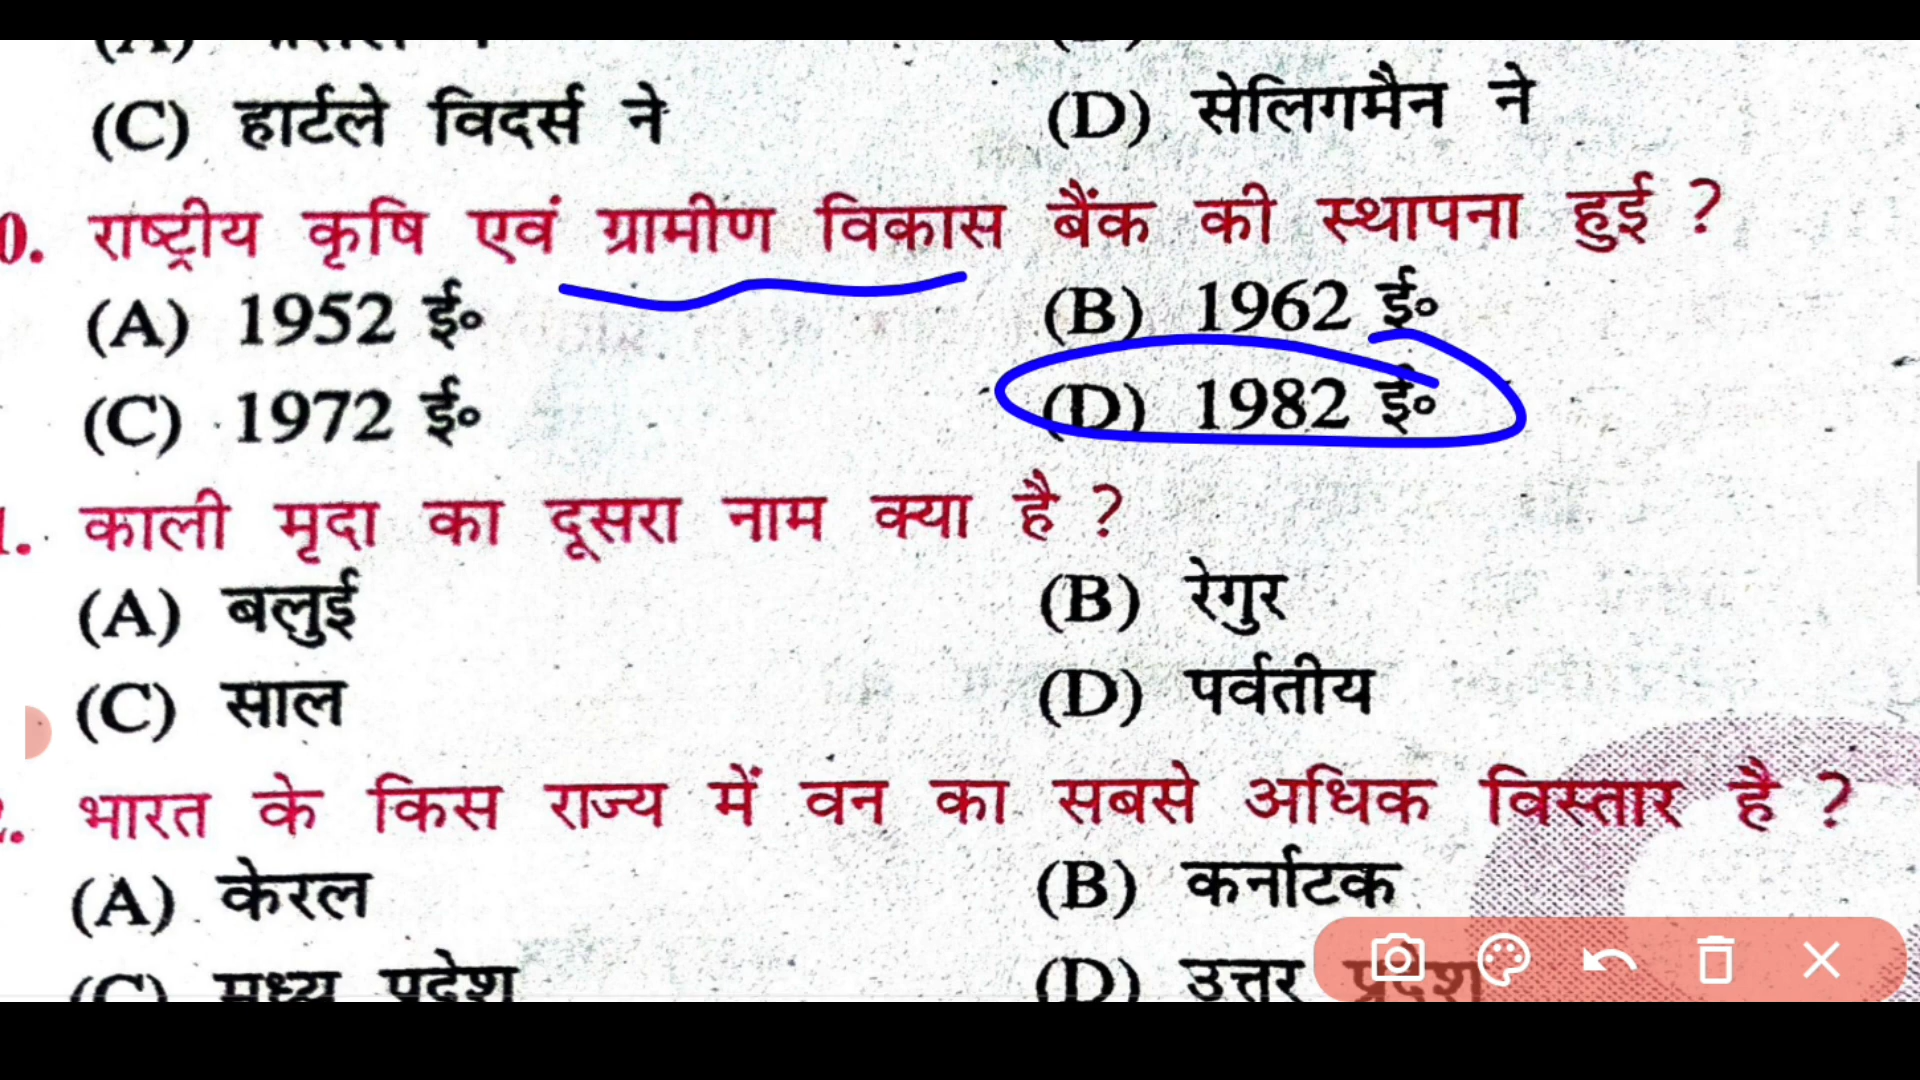 (C) हार्टले विदर्स ने (D) सेलिगमैन ने
0. राष्ट्रीय कृषि एवं ग्रामीण विकास बैंक की स्थापना हुई ?
(A) 1952 ई० (B) 1962 ई०
(C) 1972 ई० (D) 1982 ई०
1. काली मृदा का दूसरा नाम क्या है ?
(A) बलुई (B) रेगुर
(C) साल (D) पर्वतीय
2. भारत के किस राज्य में वन का सबसे अधिक विस्तार है ?
(A) केरल (B) कर्नाटक
(C) मध्य प्रदेश (D) उत्तर प्रदेश